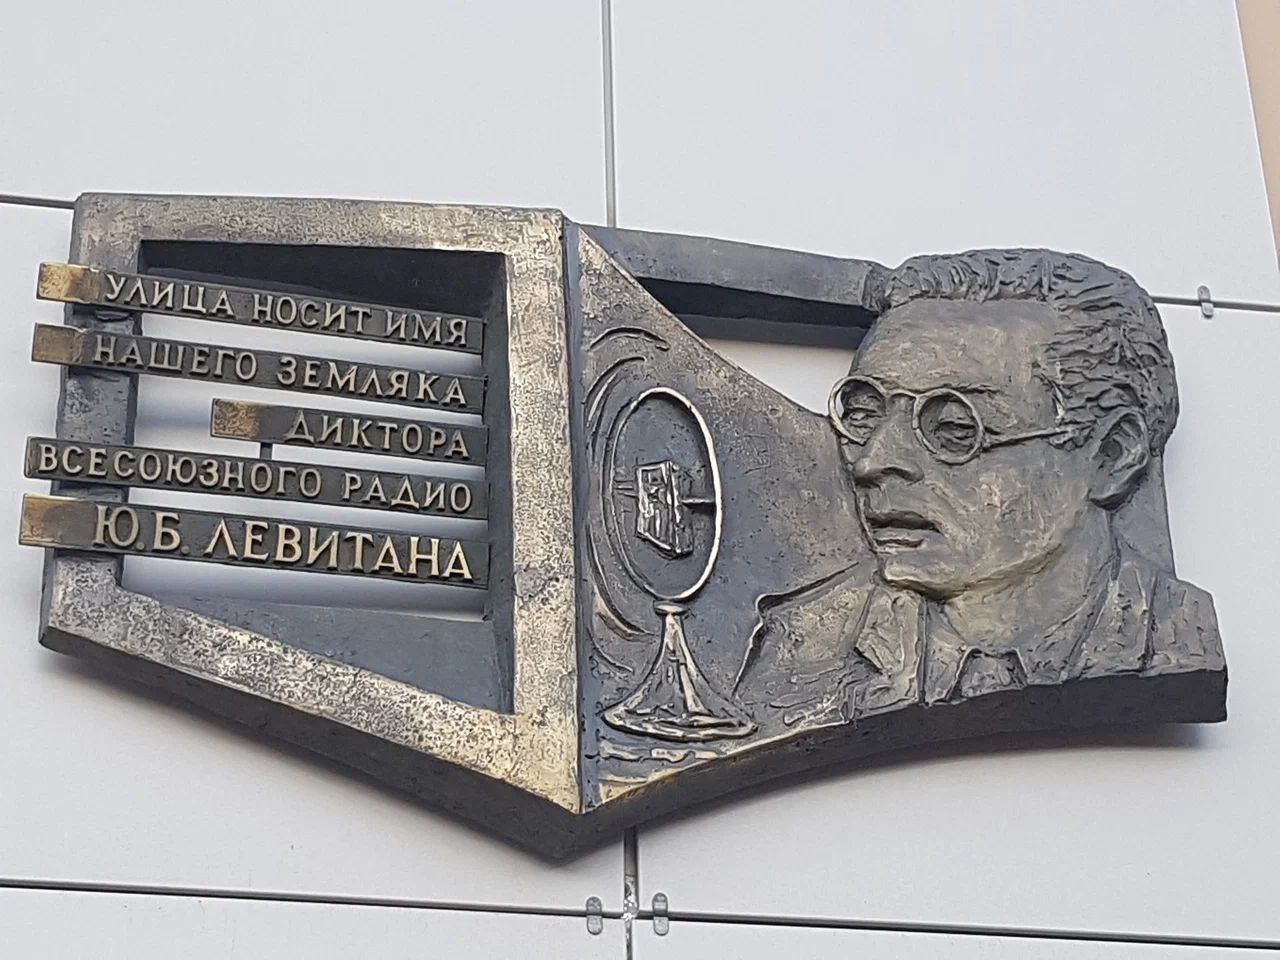 УЛИЦА НОСИТ ИМЯ
НАШЕГО ЗЕМЛЯКА
ДИКТОРА
ВСЕСОЮЗНОГО РАДИО
Ю.Б. ЛЕВИТАНА